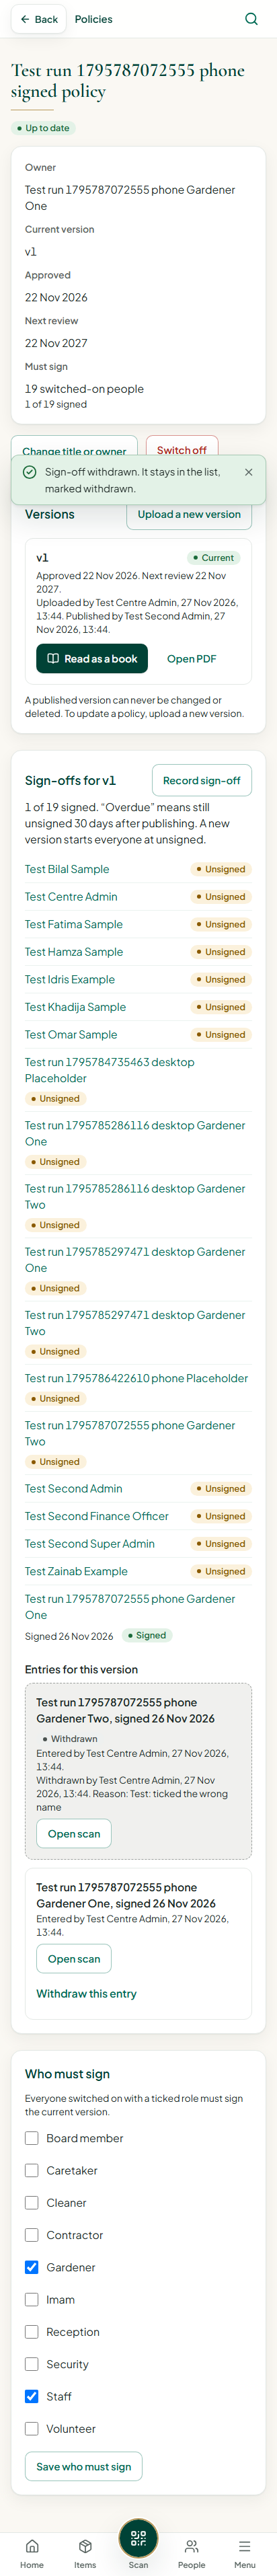 Back
Policies
Test run 1795787072555 phone
signed policy
Up to date
Owner
Test run 1795787072555 phone Gardener
One
Current version
v1
Approved
22 Nov 2026
Next review
22 Nov 2027
Must sign
19 switched-on people
1 of 19 signed
Change title or owner
Switch off
Sign-off withdrawn. It stays in the list,
marked withdrawn.
Versions
Upload a new version
v1
Current
Approved 22 Nov 2026. Next review 22 Nov
2027.
Uploaded by Test Centre Admin, 27 Nov 2026,
13:44. Published by Test Second Admin, 27
Nov 2026, 13:44.
Read as a book
Open PDF
A published version can never be changed or
deleted. To update a policy, upload a new version.
Sign-offs for v1
Record sign-off
1 of 19 signed. “Overdue” means still
unsigned 30 days after publishing. A new
version starts everyone at unsigned.
Test Bilal Sample
Unsigned
Test Centre Admin
Unsigned
Test Fatima Sample
Unsigned
Test Hamza Sample
Unsigned
Test Idris Example
Unsigned
Test Khadija Sample
Unsigned
Test Omar Sample
Unsigned
Test run 1795784735463 desktop
Placeholder
Unsigned
Test run 1795785286116 desktop Gardener
One
Unsigned
Test run 1795785286116 desktop Gardener
Two
Unsigned
Test run 1795785297471 desktop Gardener
One
Unsigned
Test run 1795785297471 desktop Gardener
Two
Unsigned
Test run 1795786422610 phone Placeholder
Unsigned
Test run 1795787072555 phone Gardener
Two
Unsigned
Test Second Admin
Unsigned
Test Second Finance Officer
Unsigned
Test Second Super Admin
Unsigned
Test Zainab Example
Unsigned
Test run 1795787072555 phone Gardener
One
Signed 26 Nov 2026
Signed
Entries for this version
Test run 1795787072555 phone
Gardener Two, signed 26 Nov 2026
Withdrawn
Entered by Test Centre Admin, 27 Nov 2026,
13:44.
Withdrawn by Test Centre Admin, 27 Nov
2026, 13:44. Reason: Test: ticked the wrong
name
Open scan
Test run 1795787072555 phone
Gardener One, signed 26 Nov 2026
Entered by Test Centre Admin, 27 Nov 2026,
13:44.
Open scan
Withdraw this entry
Who must sign
Everyone switched on with a ticked role must sign
the current version.
Board member
Caretaker
Cleaner
Contractor
Gardener
Imam
Reception
Security
Staff
Volunteer
Save who must sign
Home
Items
Scan
People
Menu